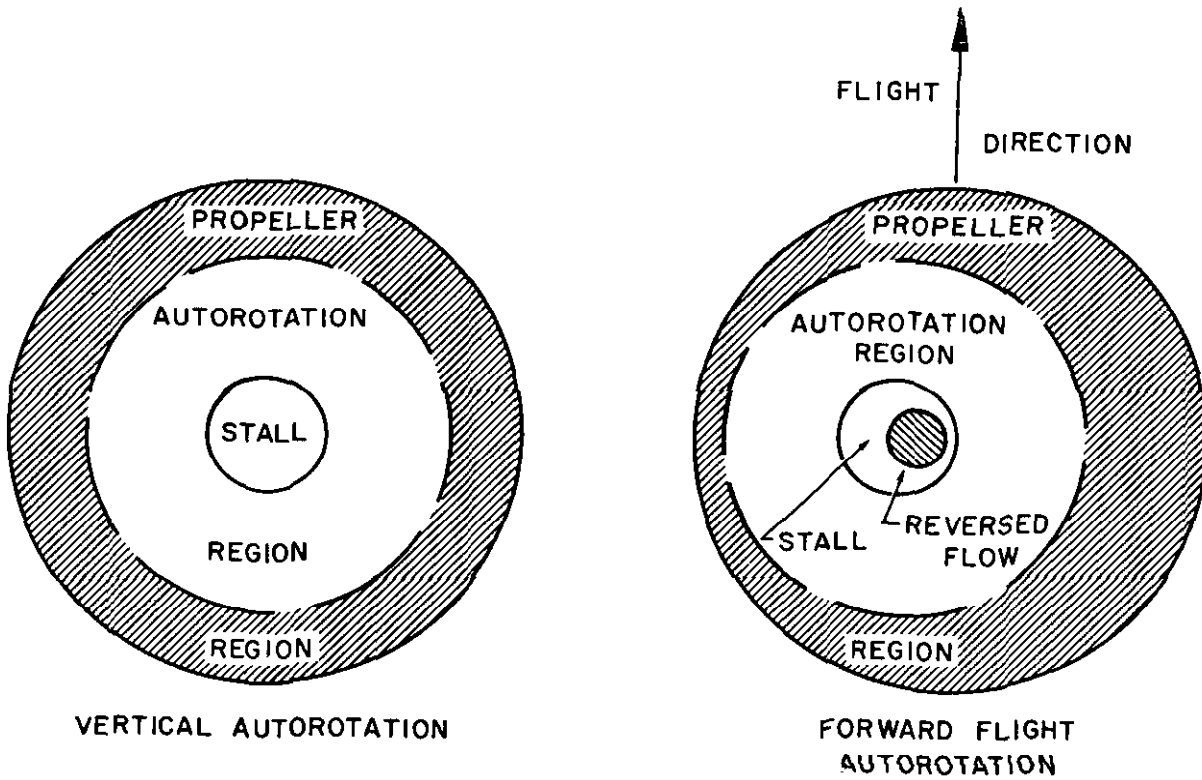 PROPELLER
AUTOROTATION
STALL
REGION
REGION
VERTICAL AUTOROTATION
FLIGHT
DIRECTION
PROPELLER
AUTOROTATION
REGION
STALL
REVERSED
FLOW
REGION
FORWARD FLIGHT
AUTOROTATION